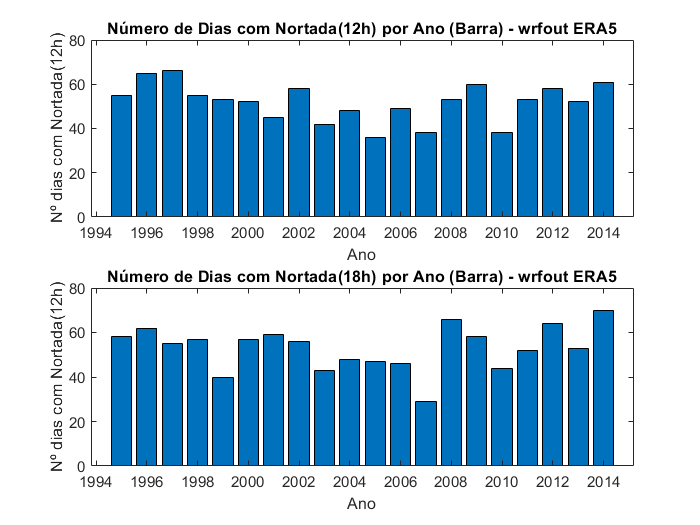 Número de Dias com Nortada(12h) por Ano (Barra) - wrfout ERA5
Nº dias com Nortada(12h)
80
60
40
20
0
1994 1996 1998 2000 2002 2004 2006 2008 2010 2012 2014
Ano
Número de Dias com Nortada(18h) por Ano (Barra) - wrfout ERA5
Nº dias com Nortada(12h)
80
60
40
20
0
1994 1996 1998 2000 2002 2004 2006 2008 2010 2012 2014
Ano